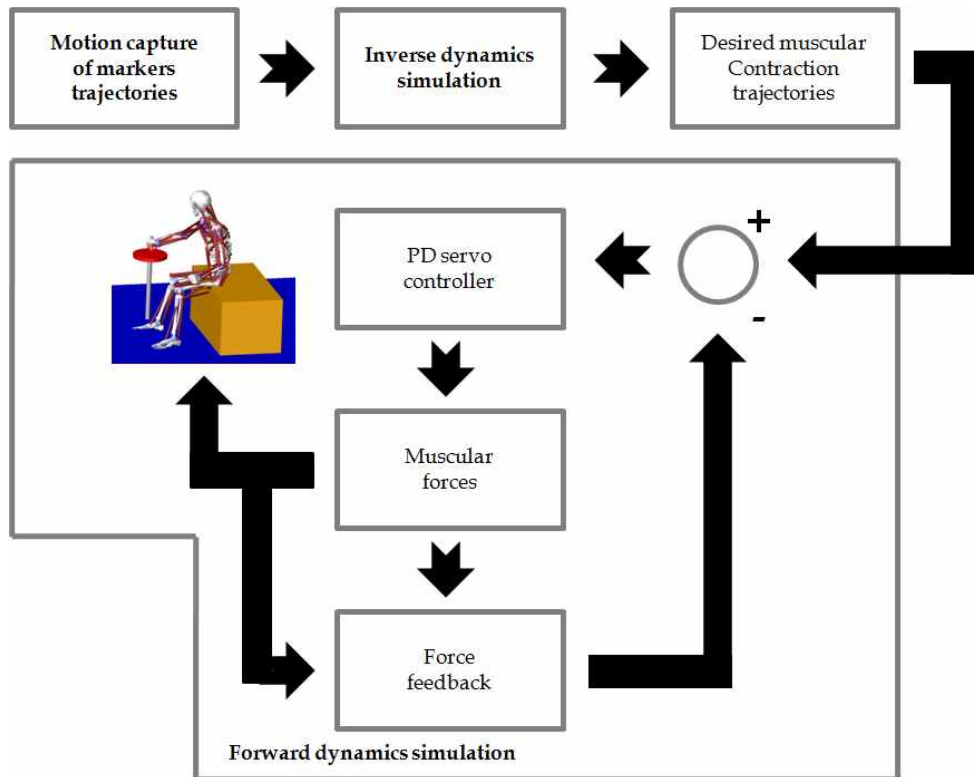 Motion capture
of markers
trajectories
Inverse dynamics
simulation
Desired muscular
Contraction
trajectories
+
PD servo
controller
-
Muscular
forces
Force
feedback
Forward dynamics simulation